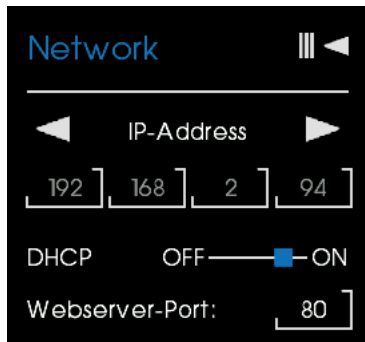 Network
IP-Address
192 168 2 94
DHCP OFF ON
Webserver-Port: 80